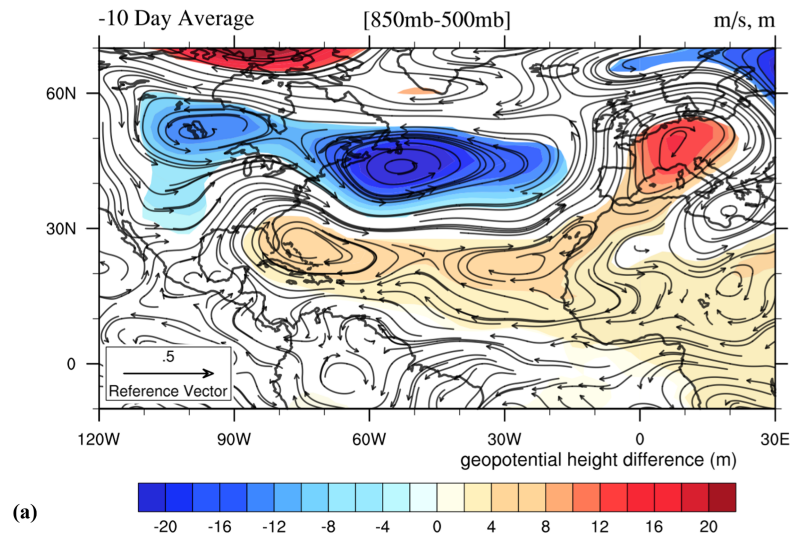 -10 Day Average [850mb-500mb] m/s, m
60N
30N
0
.5
Reference Vector
120W 90W 60W 30W 0 30E
geopotential height difference (m)
(a)
-20 -16 -12 -8 -4 0 4 8 12 16 20